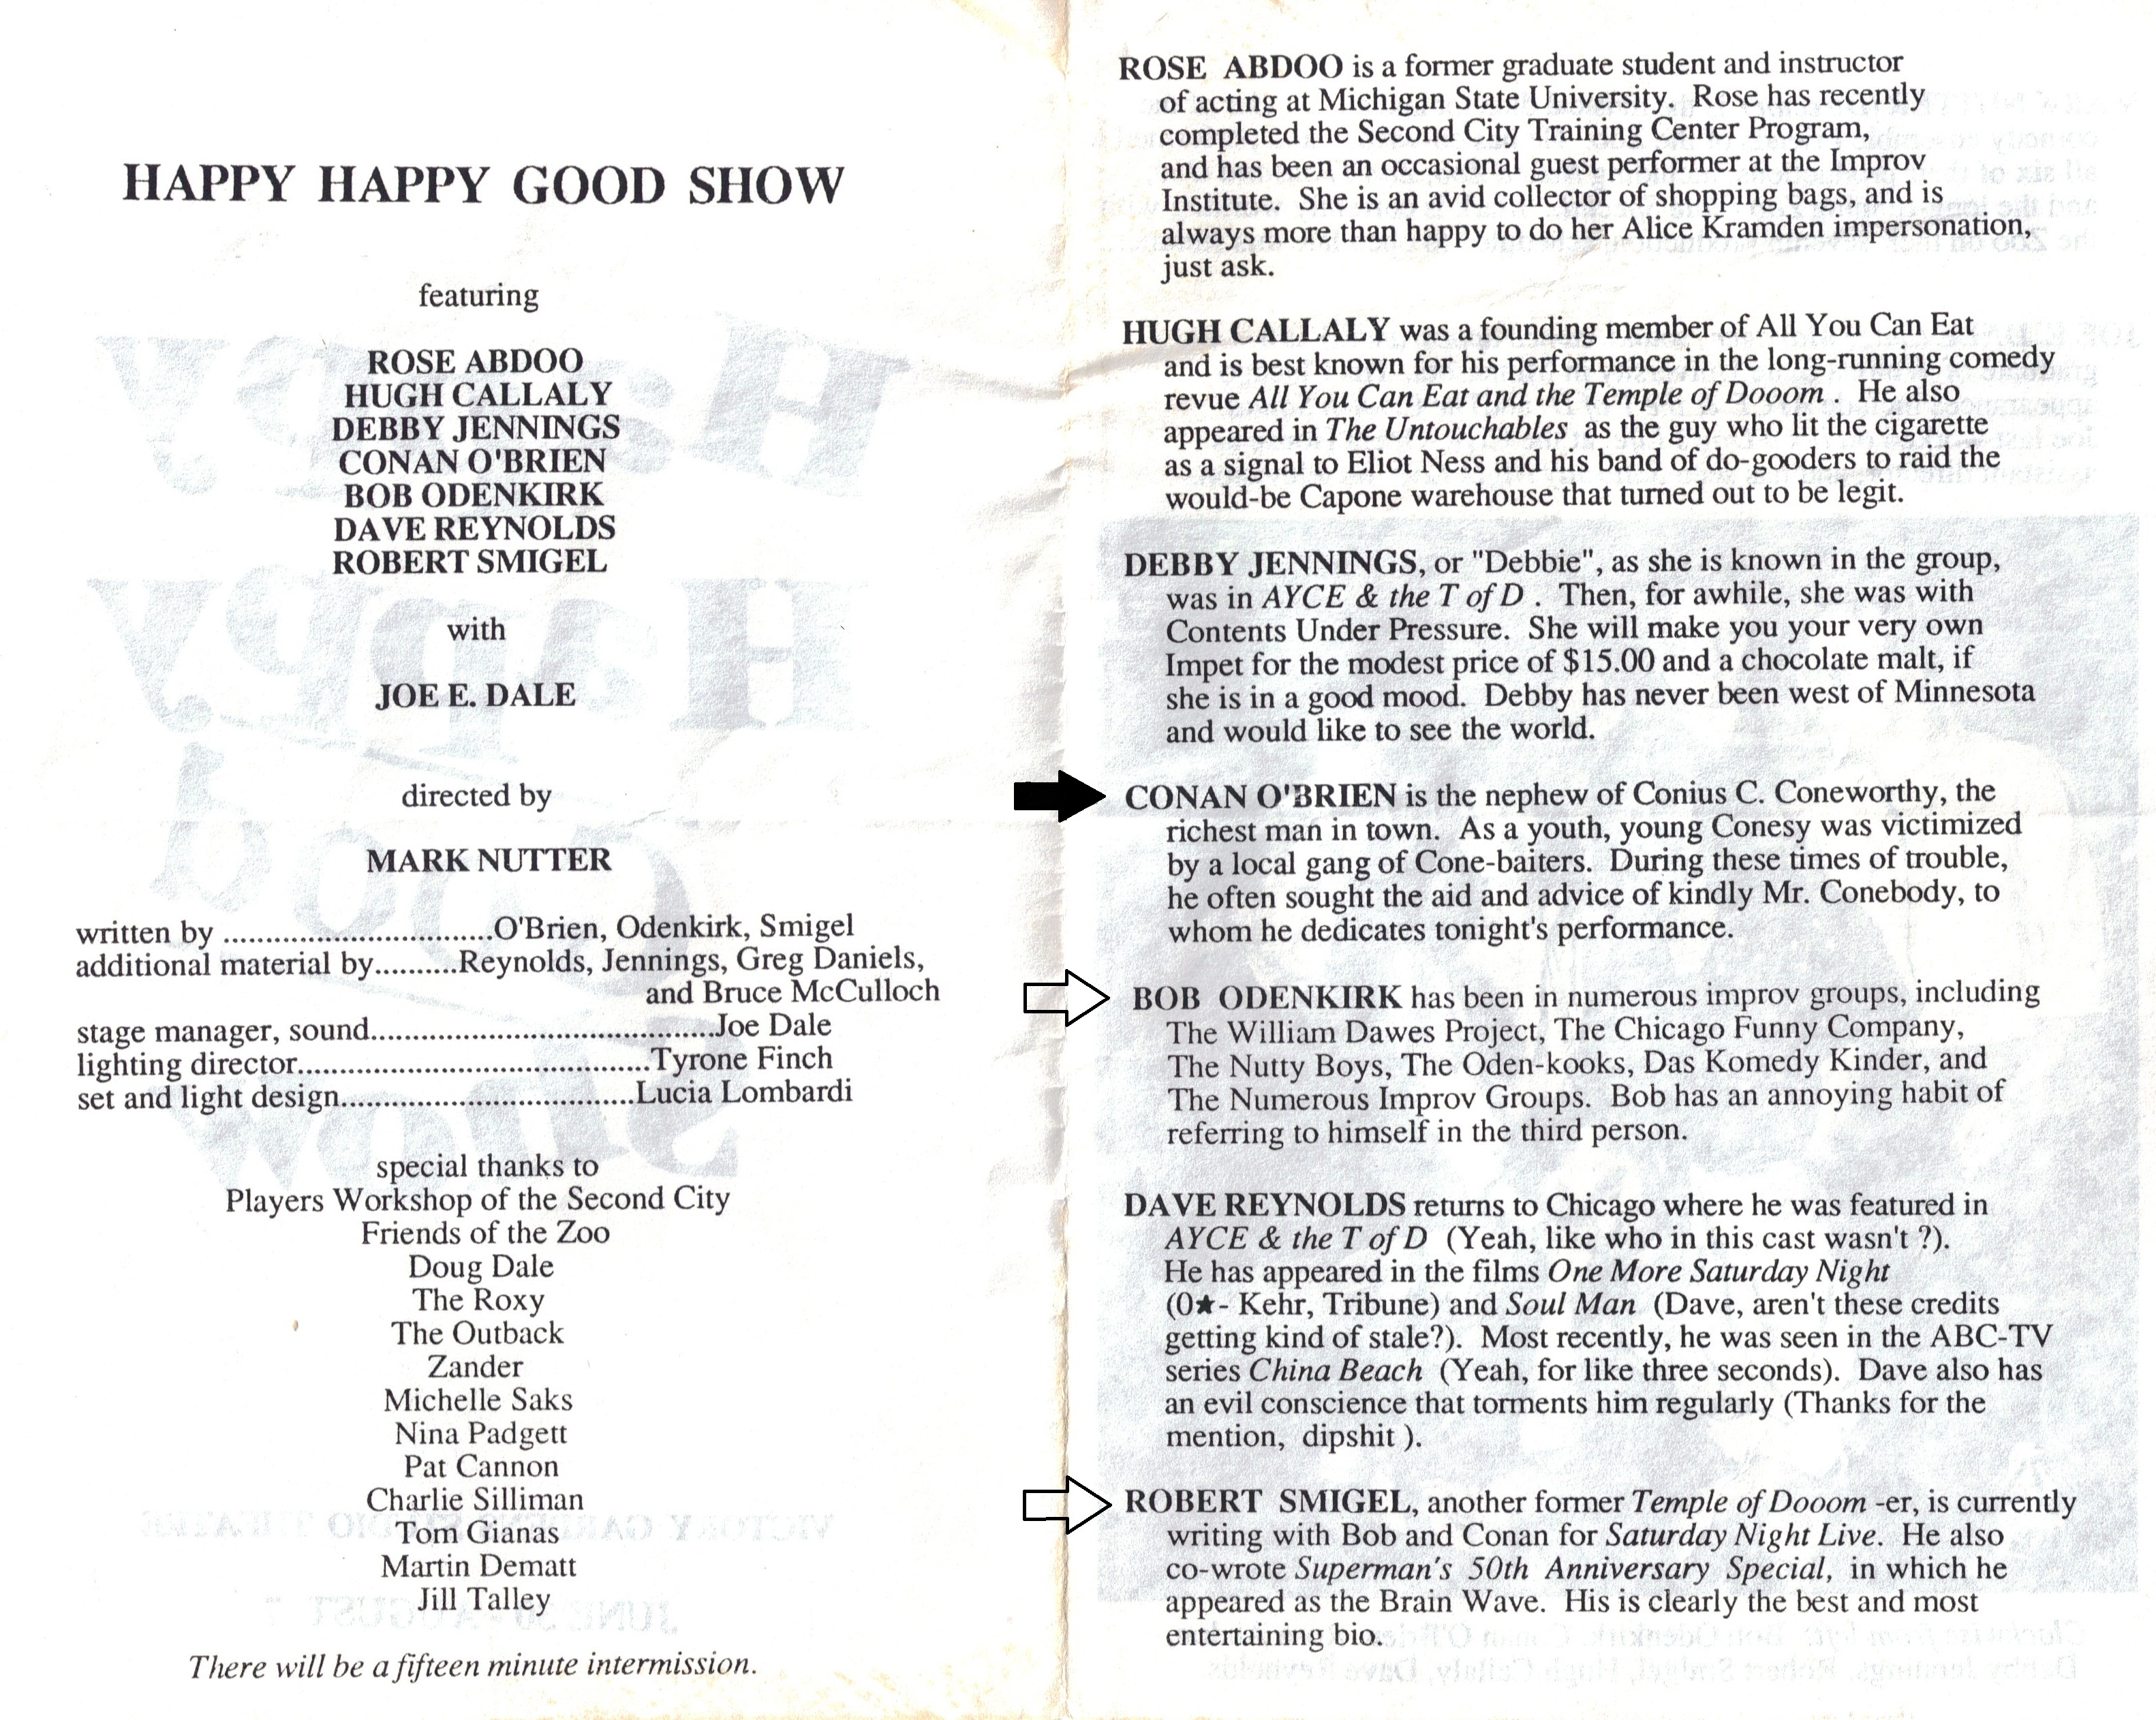 HAPPY HAPPY GOOD SHOW
featuring
ROSE ABDOO
HUGH CALLALY
DEBBY JENNINGS
CONAN O'BRIEN
BOB ODENKIRK
DAVE REYNOLDS
ROBERT SMIGEL
with
JOE E. DALE
directed by
MARK NUTTER
written by ................................O'Brien, Odenkirk, Smigel
additional material by..........Reynolds, Jennings, Greg Daniels,
and Bruce McCulloch
stage manager, sound.........................................Joe Dale
lighting director..........................................Tyrone Finch
set and light design...................................Lucia Lombardi
special thanks to
Players Workshop of the Second City
Friends of the Zoo
Doug Dale
The Roxy
The Outback
Zander
Michelle Saks
Nina Padgett
Pat Cannon
Charlie Silliman
Tom Gianas
Martin Dematt
Jill Talley
There will be a fifteen minute intermission.
ROSE ABDOO is a former graduate student and instructor
of acting at Michigan State University. Rose has recently
completed the Second City Training Center Program,
and has been an occasional guest performer at the Improv
Institute. She is an avid collector of shopping bags, and is
always more than happy to do her Alice Kramden impersonation,
just ask.
HUGH CALLALY was a founding member of All You Can Eat
and is best known for his performance in the long-running comedy
revue All You Can Eat and the Temple of Dooom . He also
appeared in The Untouchables as the guy who lit the cigarette
as a signal to Eliot Ness and his band of do-gooders to raid the
would-be Capone warehouse that turned out to be legit.
DEBBY JENNINGS, or "Debbie", as she is known in the group,
was in AYCE & the T of D . Then, for awhile, she was with
Contents Under Pressure. She will make you your very own
Impet for the modest price of $15.00 and a chocolate malt, if
she is in a good mood. Debby has never been west of Minnesota
and would like to see the world.
CONAN O'BRIEN is the nephew of Conius C. Coneworthy, the
richest man in town. As a youth, young Conesy was victimized
by a local gang of Cone-baiters. During these times of trouble,
he often sought the aid and advice of kindly Mr. Conebody, to
whom he dedicates tonight's performance.
BOB ODENKIRK has been in numerous improv groups, including
The William Dawes Project, The Chicago Funny Company,
The Nutty Boys, The Oden-kooks, Das Komedy Kinder, and
The Numerous Improv Groups. Bob has an annoying habit of
referring to himself in the third person.
DAVE REYNOLDS returns to Chicago where he was featured in
AYCE & the T of D (Yeah, like who in this cast wasn't ?).
He has appeared in the films One More Saturday Night
(0★- Kehr, Tribune) and Soul Man (Dave, aren't these credits
getting kind of stale?). Most recently, he was seen in the ABC-TV
series China Beach (Yeah, for like three seconds). Dave also has
an evil conscience that torments him regularly (Thanks for the
mention, dipshit ).
ROBERT SMIGEL, another former Temple of Dooom -er, is currently
writing with Bob and Conan for Saturday Night Live. He also
co-wrote Superman's 50th Anniversary Special, in which he
appeared as the Brain Wave. His is clearly the best and most
entertaining bio.